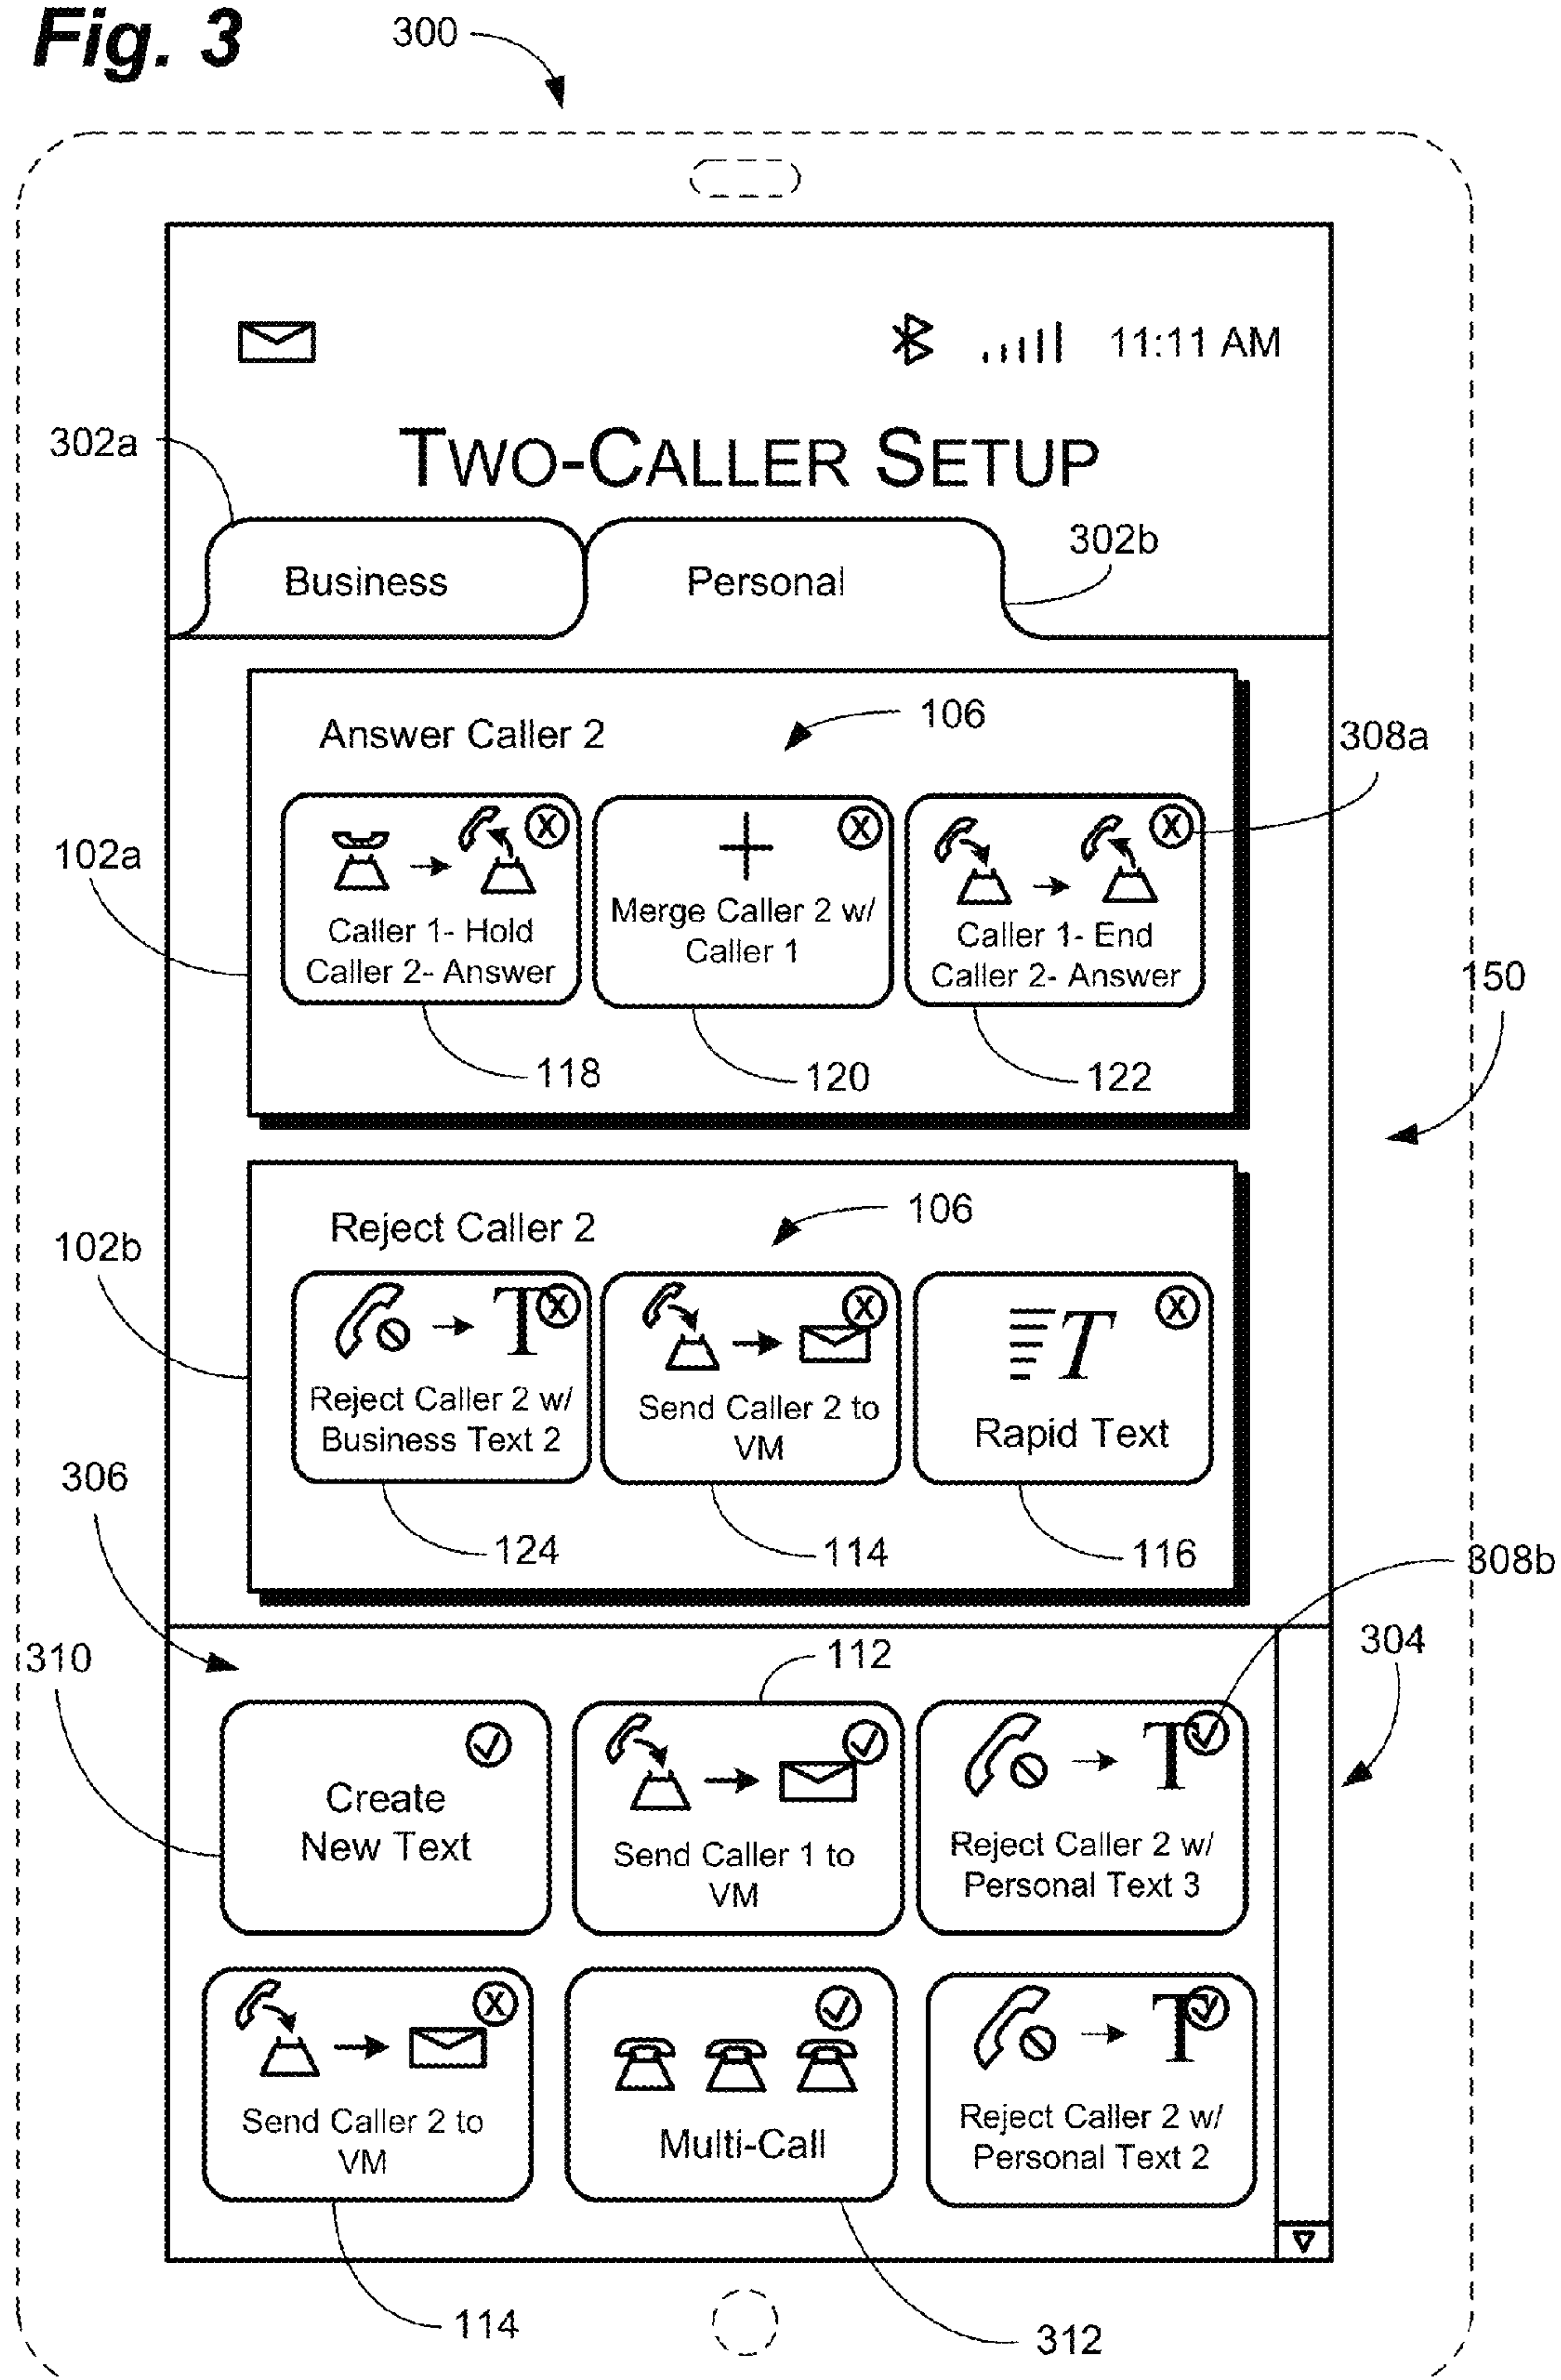 Fig. 3
300
11:11 AM
302a
TWO-CALLER SETUP
302b
Business
Personal
106
Answer Caller 2
308a
X
X
X
102a
Caller 1- Hold
Caller 2- Answer
Merge Caller 2 w/
Caller 1
Caller 1- End
Caller 2- Answer
150
118
120
122
106
Reject Caller 2
102b
T
X
X
T
X
Reject Caller 2 w/
Business Text 2
Send Caller 2 to
VM
Rapid Text
306
124
114
116
308b
310
112
304
Create
New Text
Send Caller 1 to
VM
T
Reject Caller 2 w/
Personal Text 3
X
Send Caller 2 to
VM
Multi-Call
T
Reject Caller 2 w/
Personal Text 2
114
312